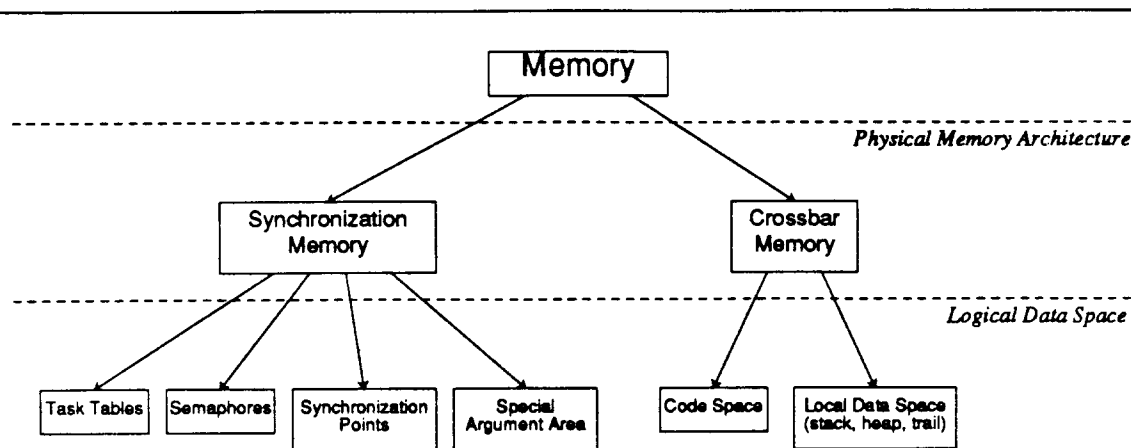 Memory
Physical Memory Architecture
Synchronization
Memory
Crossbar
Memory
Logical Data Space
Task Tables
Semaphores
Synchronization
Points
Special
Argument Area
Code Space
Local Data Space
(stack, heap, trail)